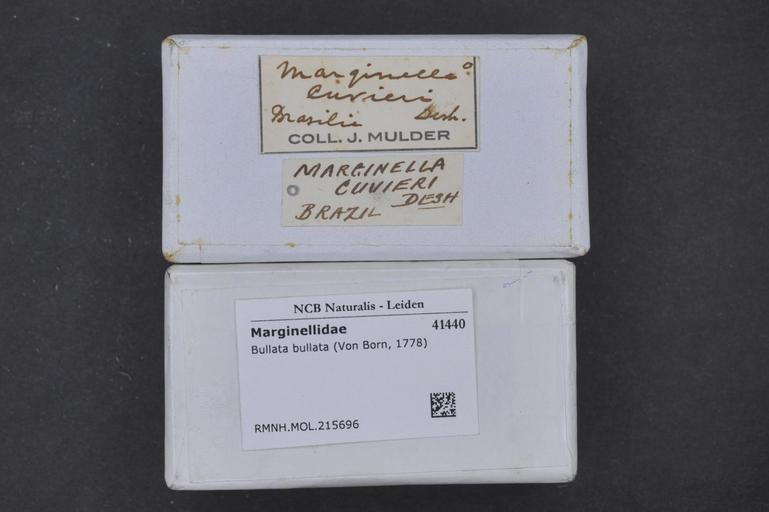 Marginella
Cuvieri
Brasilie Desh.
COLL. J. MULDER
MARGINELLA
CUVIERI
DESH
BRAZIL
NCB Naturalis - Leiden
Marginellidae 41440
Bullata bullata (Von Born, 1778)
RMNH.MOL.215696